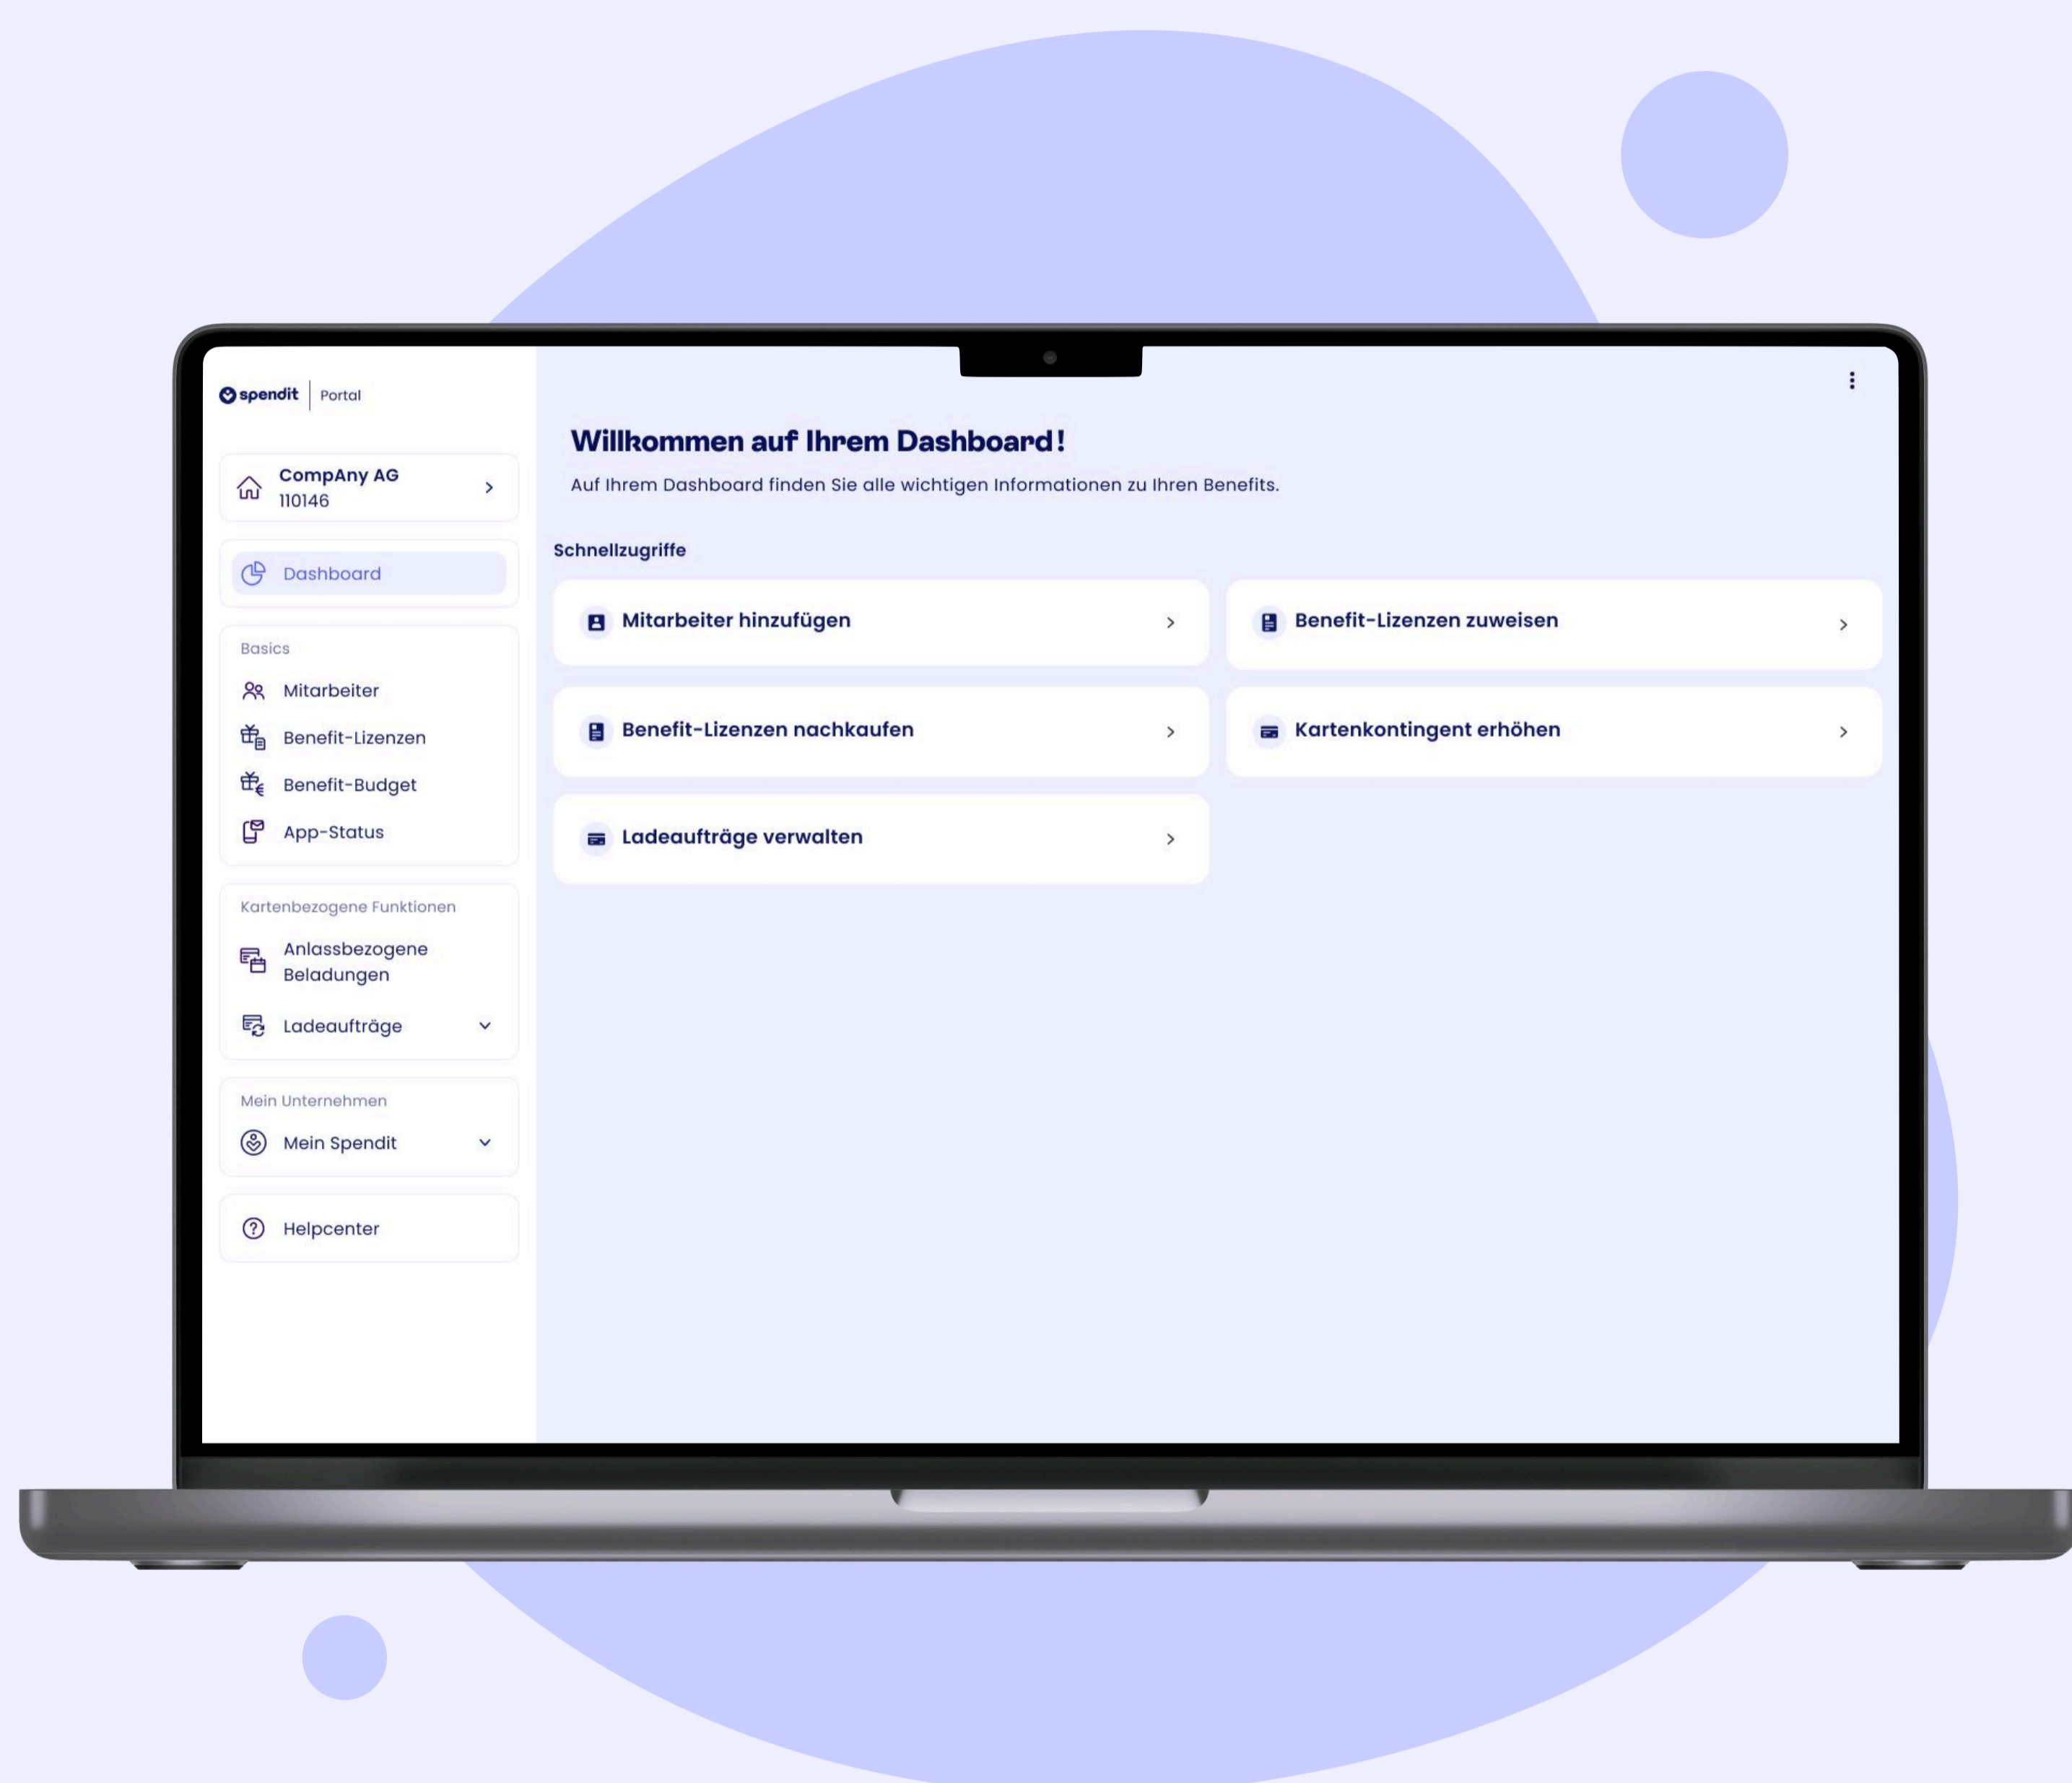 spendit | Portal
CompAny AG
110146
Dashboard
Basics
Mitarbeiter
Benefit-Lizenzen
Benefit-Budget
App-Status
Kartenbezogene Funktionen
Anlassbezogene
Beladungen
Ladeaufträge
Mein Unternehmen
Mein Spendit
Helpcenter
Willkommen auf Ihrem Dashboard!
Auf Ihrem Dashboard finden Sie alle wichtigen Informationen zu Ihren Benefits.
Schnellzugriffe
Mitarbeiter hinzufügen
Benefit-Lizenzen zuweisen
Benefit-Lizenzen nachkaufen
Kartenkontingent erhöhen
Ladeaufträge verwalten